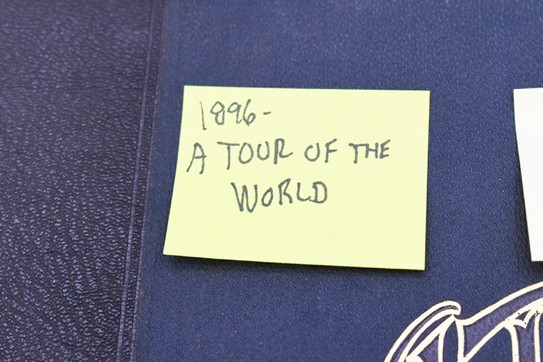 1896-
A TOUR OF THE
WORLD